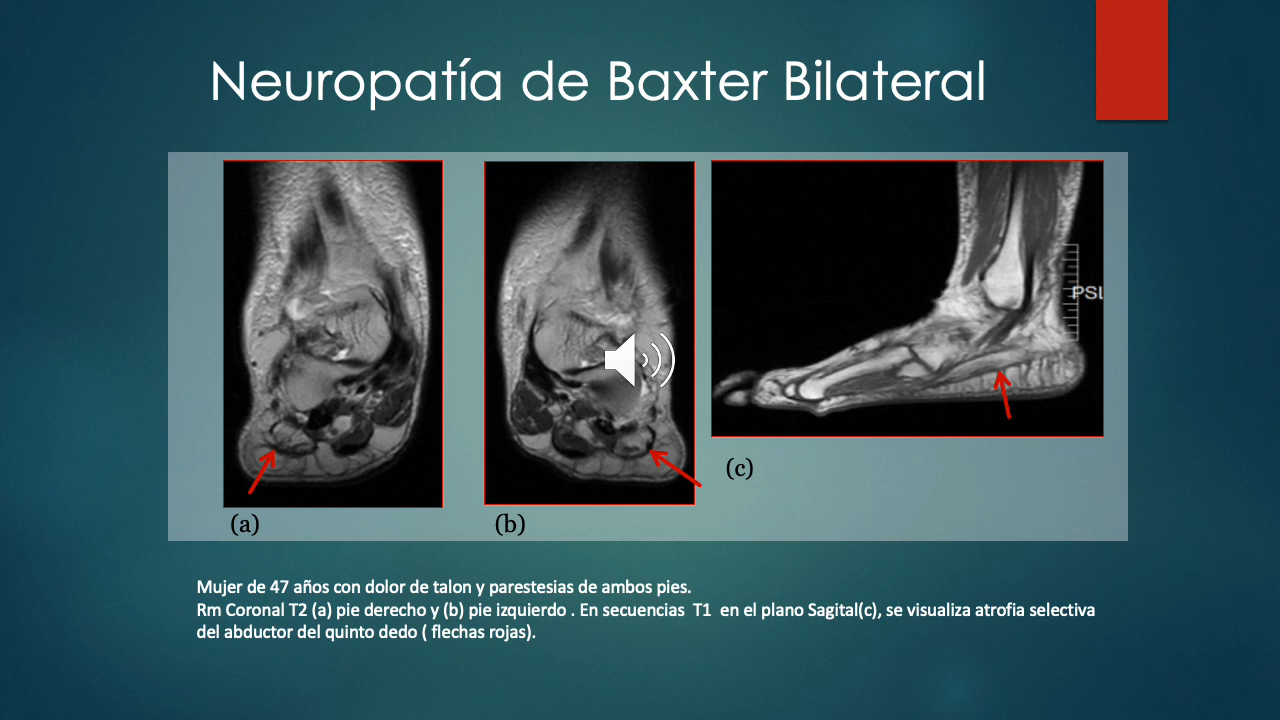 Neuropatía de Baxter Bilateral
PSL
(a)
(b)
(c)
Mujer de 47 años con dolor de talon y parestesias de ambos pies.
Rm Coronal T2 (a) pie derecho y (b) pie izquierdo . En secuencias T1 en el plano Sagital(c), se visualiza atrofia selectiva
del abductor del quinto dedo ( flechas rojas).